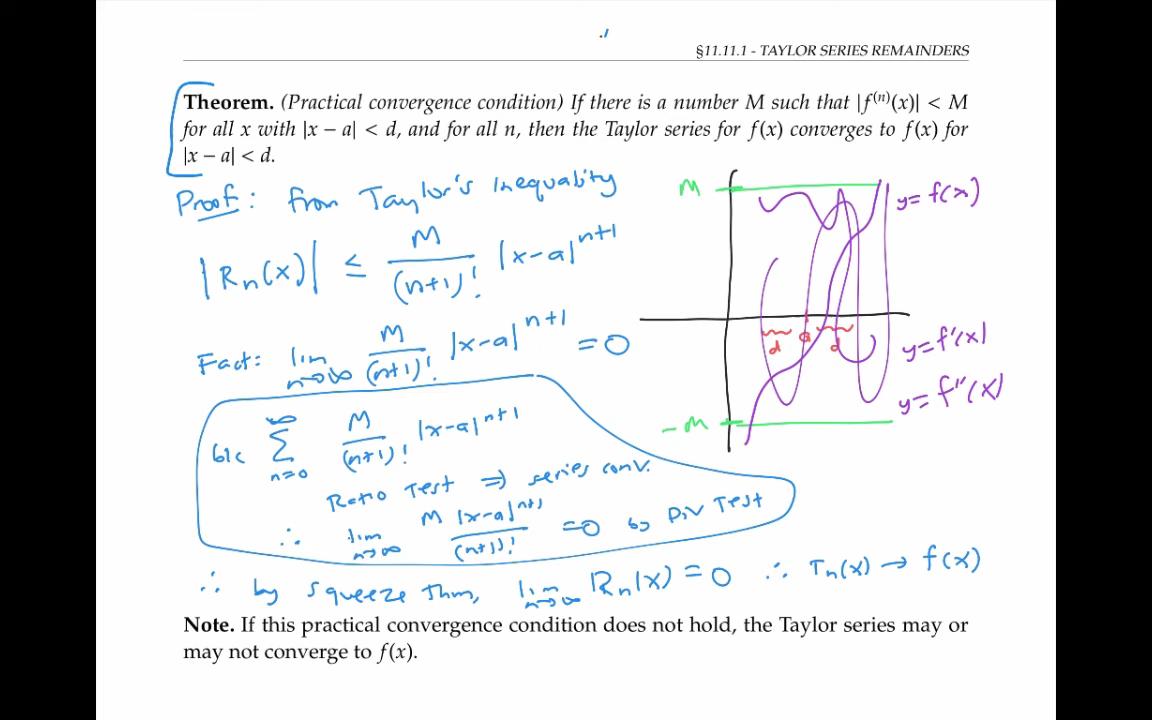 §11.11.1 - TAYLOR SERIES REMAINDERS
Theorem. (Practical convergence condition) If there is a number M such that |f⁽ⁿ⁾(x)| < M
for all x with |x − a| < d, and for all n, then the Taylor series for f(x) converges to f(x) for
|x − a| < d.
Proof: from Taylor's Inequality
|Rn(x)| ≤ M/(n+1)! |x-a|^n+1
Fact: lim n→∞ M/(n+1)! |x-a|^n+1 = 0
b/c ∑ n=0 ∞ M/(n+1)! |x-a|^n+1
Ratio Test ⇒ series conv.
∴ lim n→∞ M |x-a|^n+1/(n+1)! = 0 by Div Test
∴ by squeeze thm, lim n→∞ Rn(x) = 0 ∴ Tn(x) → f(x)
M
y = f(x)
d a d
y = f'(x)
y = f''(x)
-M
Note. If this practical convergence condition does not hold, the Taylor series may or
may not converge to f(x).